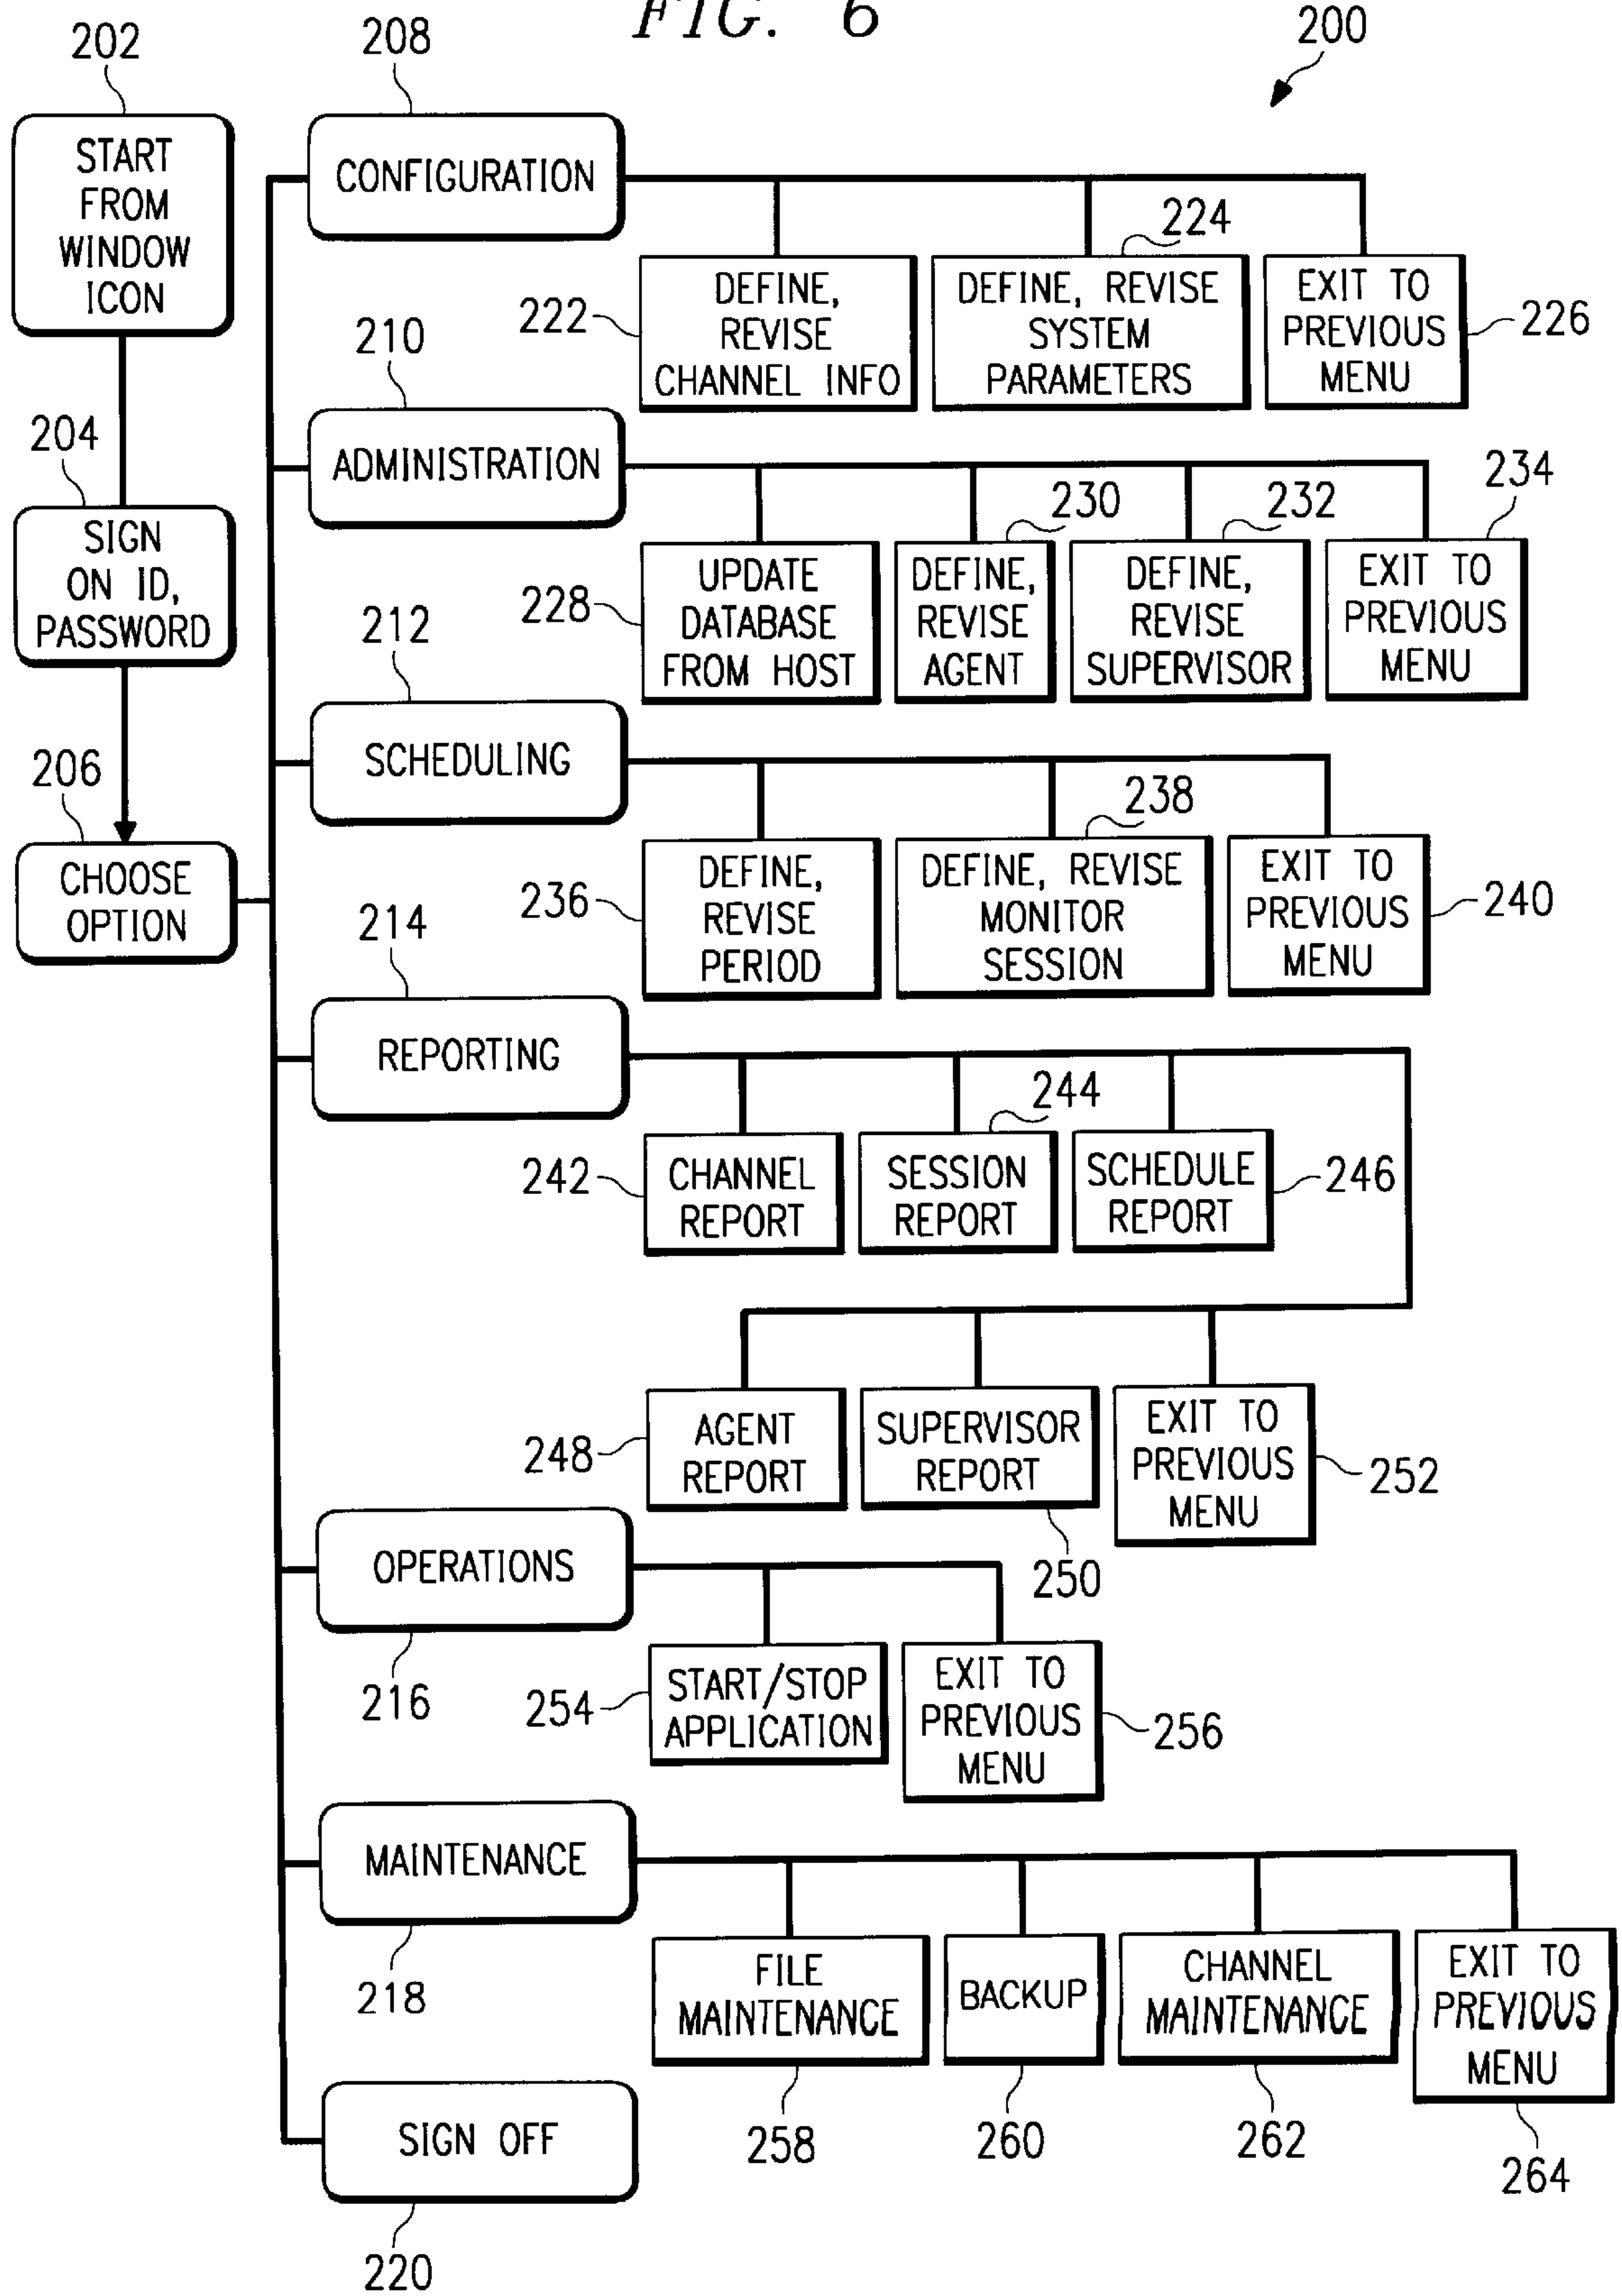 FIG. 6
200
202
START
FROM
WINDOW
ICON
204
SIGN
ON ID,
PASSWORD
206
CHOOSE
OPTION
208
CONFIGURATION
222
DEFINE,
REVISE
CHANNEL INFO
224
DEFINE, REVISE
SYSTEM
PARAMETERS
EXIT TO
PREVIOUS
MENU
226
210
ADMINISTRATION
228
UPDATE
DATABASE
FROM HOST
230
DEFINE,
REVISE
AGENT
232
DEFINE,
REVISE
SUPERVISOR
234
EXIT TO
PREVIOUS
MENU
212
SCHEDULING
236
DEFINE,
REVISE
PERIOD
238
DEFINE, REVISE
MONITOR
SESSION
EXIT TO
PREVIOUS
MENU
240
214
REPORTING
242
CHANNEL
REPORT
244
SESSION
REPORT
SCHEDULE
REPORT
246
248
AGENT
REPORT
SUPERVISOR
REPORT
250
EXIT TO
PREVIOUS
MENU
252
OPERATIONS
216
254
START/STOP
APPLICATION
EXIT TO
PREVIOUS
MENU
256
MAINTENANCE
218
FILE
MAINTENANCE
258
BACKUP
260
CHANNEL
MAINTENANCE
262
EXIT TO
PREVIOUS
MENU
264
SIGN OFF
220